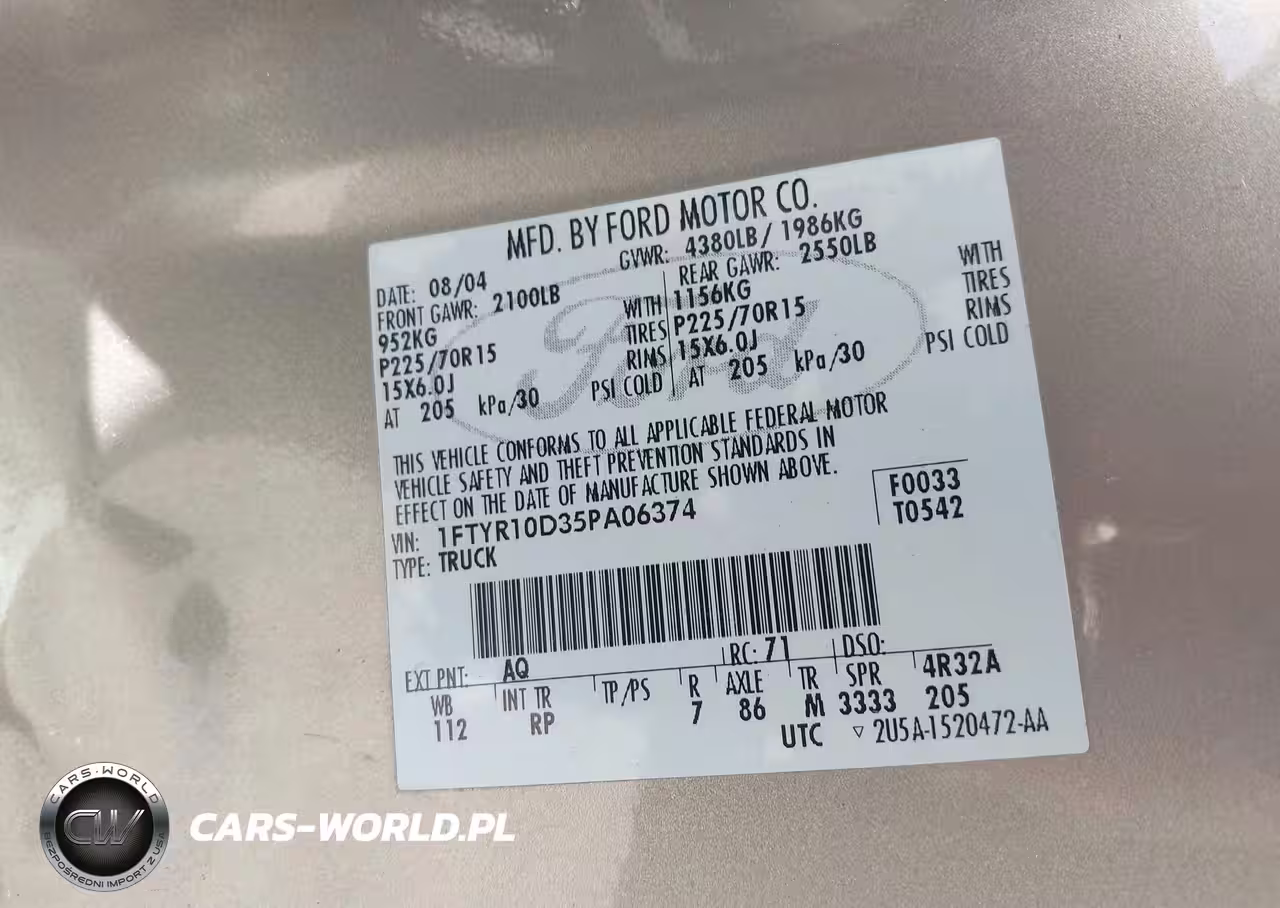 MFD. BY FORD MOTOR CO.
DATE: 08/04 GVWR: 4380LB/ 1986KG
FRONT GAWR: 2100LB REAR GAWR: 2550LB
952KG WITH 1156KG WITH
P225/70R15 TIRES P225/70R15 TIRES
15X6.0J RIMS 15X6.0J RIMS
AT 205 kPa/30 PSI COLD AT 205 kPa/30 PSI COLD
THIS VEHICLE CONFORMS TO ALL APPLICABLE FEDERAL MOTOR
VEHICLE SAFETY AND THEFT PREVENTION STANDARDS IN
EFFECT ON THE DATE OF MANUFACTURE SHOWN ABOVE.
VIN: 1FTYR10D35PA06374 F0033
TYPE: TRUCK T0542
EXT PNT: AQ RC: 71 DSO:
WB INT TR TP/PS R AXLE TR SPR 4R32A
112 RP 7 86 M 3333 205
UTC ▿ 2U5A-1520472-AA
Ford
CARS-WORLD
CW
BEZPOŚREDNI IMPORT Z USA
CARS-WORLD.PL